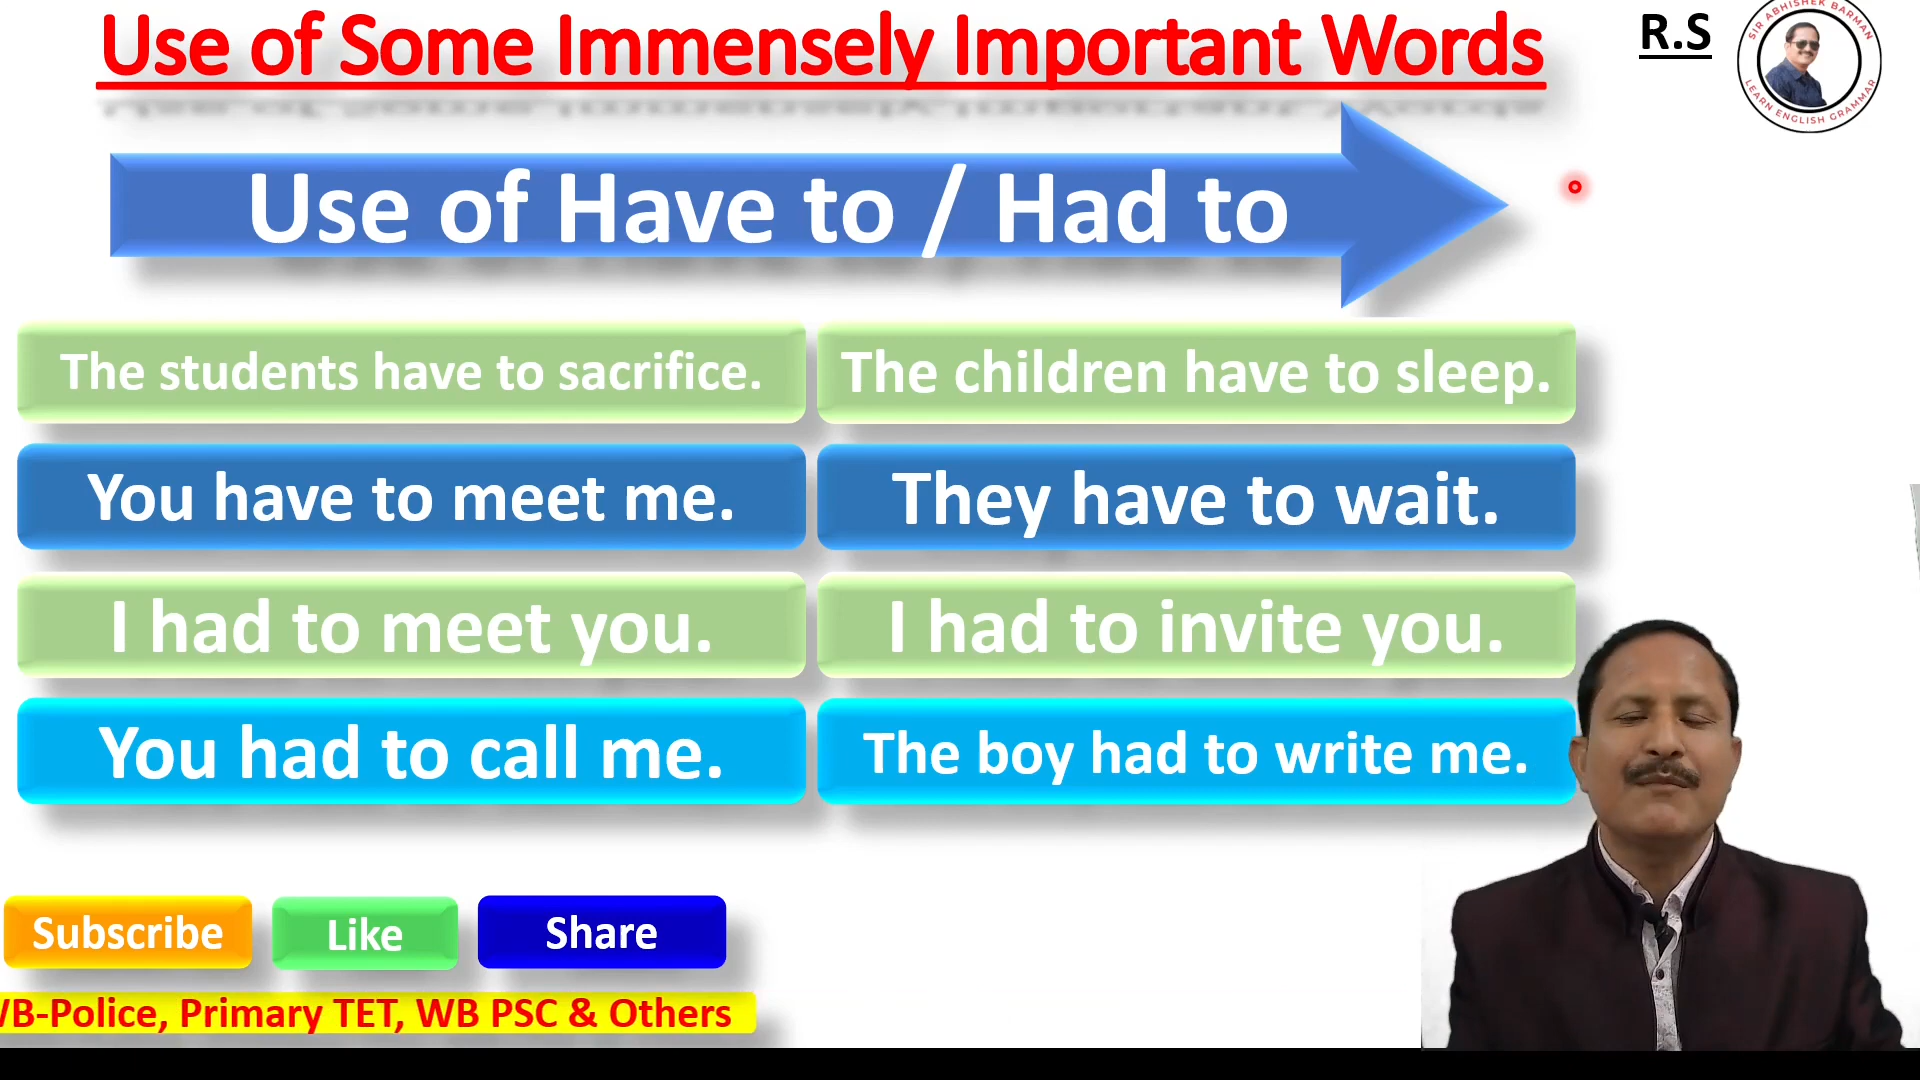 Use of Some Immensely Important Words
R.S
SIR ABHISHEK BARMAN
LEARN ENGLISH GRAMMAR
Use of Have to / Had to
The students have to sacrifice.
The children have to sleep.
You have to meet me.
They have to wait.
I had to meet you.
I had to invite you.
You had to call me.
The boy had to write me.
Subscribe
Like
Share
WB-Police, Primary TET, WB PSC & Others